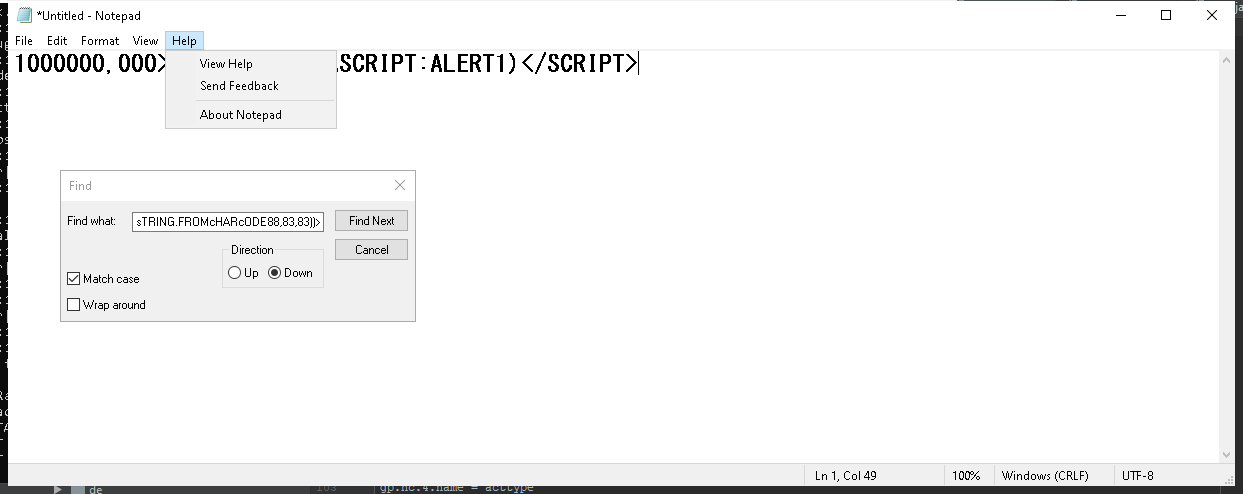 *Untitled - Notepad
File Edit Format View Help
1000000,000> SCRIPT:ALERT1)</SCRIPT>
View Help
Send Feedback
About Notepad
Find
Find what: sTRING.FROMcHARcODE88,83,83))> Find Next
Cancel
Direction
Up Down
Match case
Wrap around
Ln 1, Col 49 100% Windows (CRLF) UTF-8
de 103 gp.nc.4.name = acctype